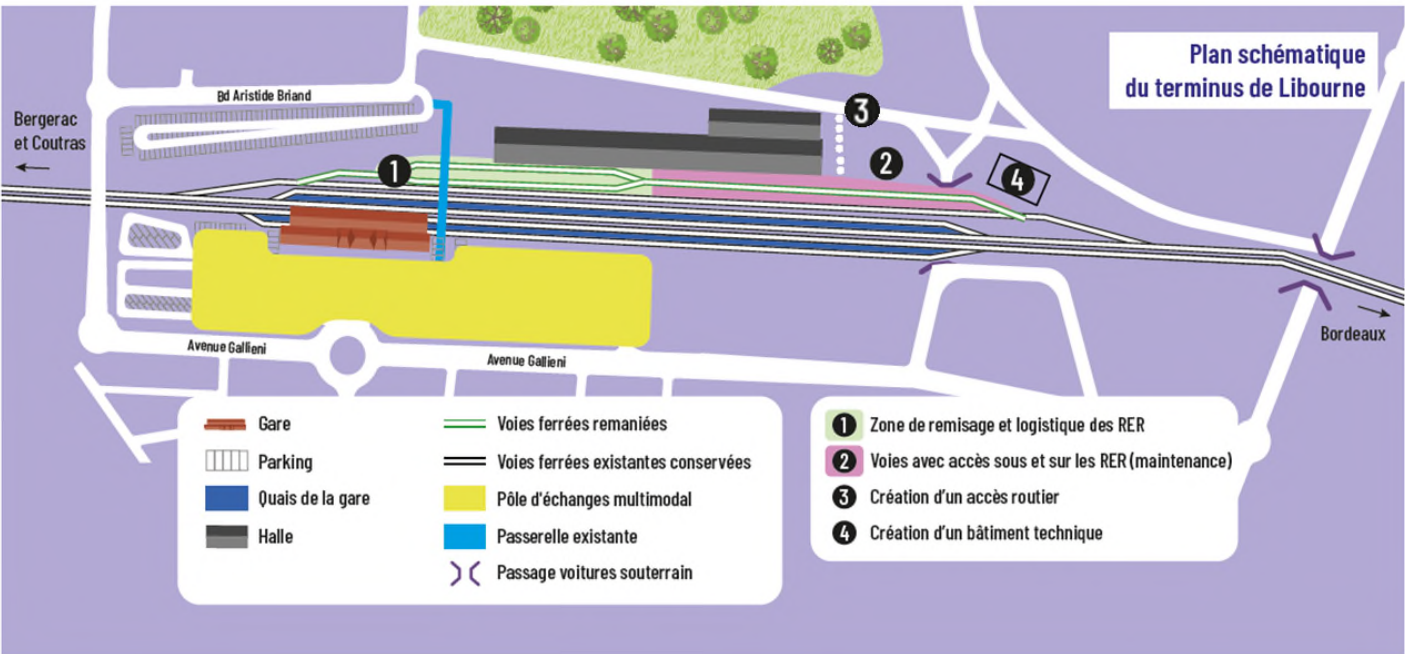 Plan schématique
du terminus de Libourne
Bd Aristide Briand
Bergerac
et Coutras
3
2
1
4
Bordeaux
Avenue Gallieni
Avenue Gallieni
Gare
Parking
Quais de la gare
Halle
Voies ferrées remaniées
Voies ferrées existantes conservées
Pôle d'échanges multimodal
Passerelle existante
Passage voitures souterrain
1 Zone de remisage et logistique des RER
2 Voies avec accès sous et sur les RER (maintenance)
3 Création d'un accès routier
4 Création d'un bâtiment technique